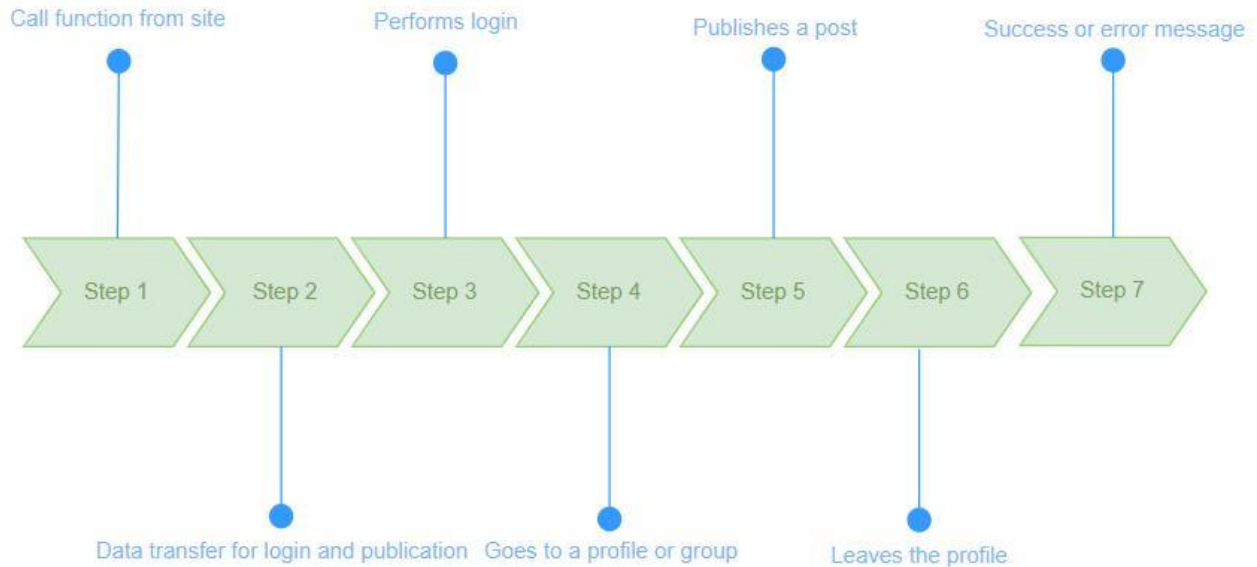 Call function from site
Performs login
Publishes a post
Success or error message
Step 1
Step 2
Step 3
Step 4
Step 5
Step 6
Step 7
Data transfer for login and publication
Goes to a profile or group
Leaves the profile